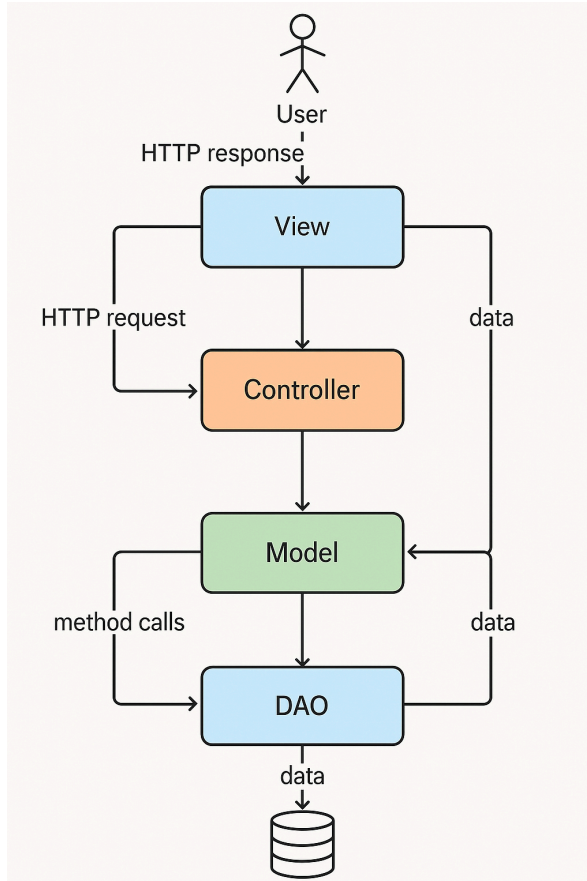 User
HTTP response
View
HTTP request
data
Controller
Model
method calls
data
DAO
data